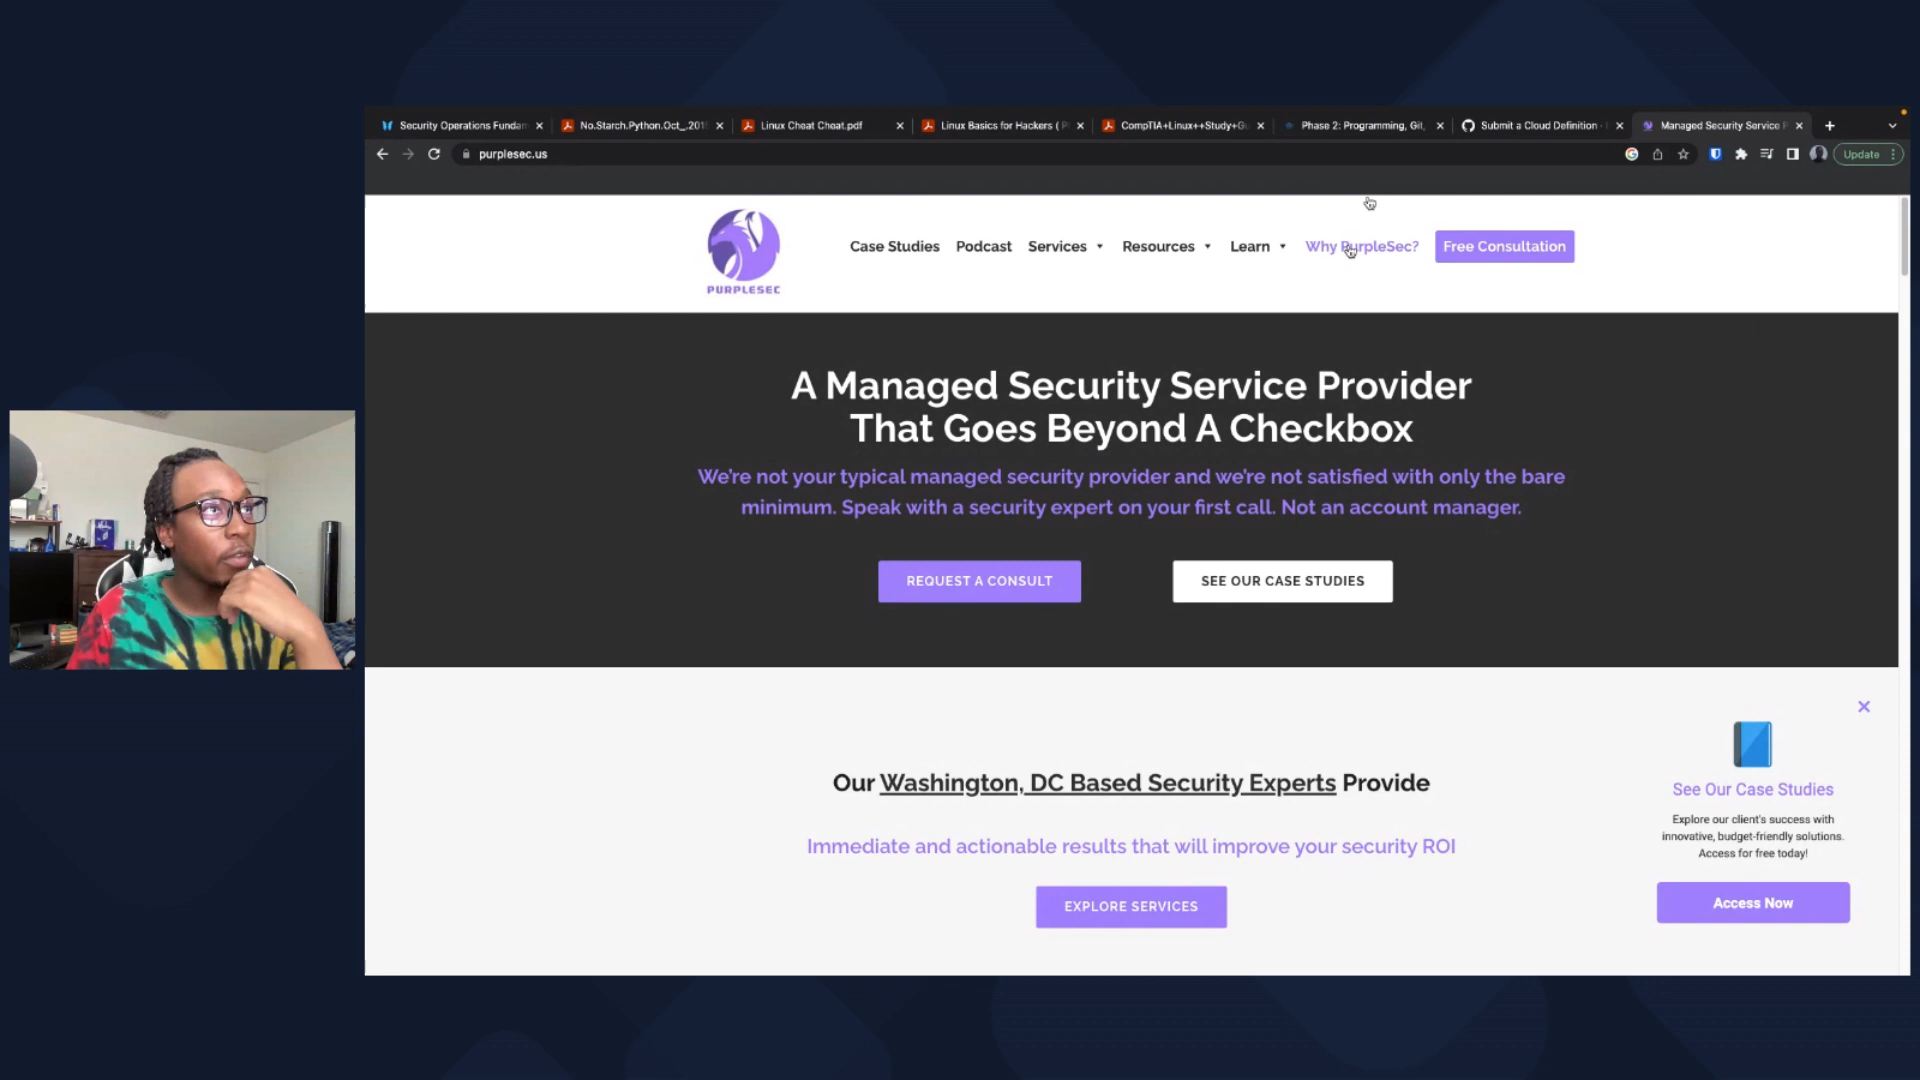 Security Operations Fundam
No.Starch.Python.Oct_.2015
Linux Cheat Cheat.pdf
Linux Basics for Hackers ( P
CompTIA+Linux++Study+Gu
Phase 2: Programming, Git,
Submit a Cloud Definition -
Managed Security Service P
purplesec.us
Update
PURPLESEC
Case Studies
Podcast
Services
Resources
Learn
Why PurpleSec?
Free Consultation
A Managed Security Service Provider
That Goes Beyond A Checkbox
We're not your typical managed security provider and we're not satisfied with only the bare
minimum. Speak with a security expert on your first call. Not an account manager.
REQUEST A CONSULT
SEE OUR CASE STUDIES
Our Washington, DC Based Security Experts Provide
Immediate and actionable results that will improve your security ROI
EXPLORE SERVICES
See Our Case Studies
Explore our client's success with
innovative, budget-friendly solutions.
Access for free today!
Access Now